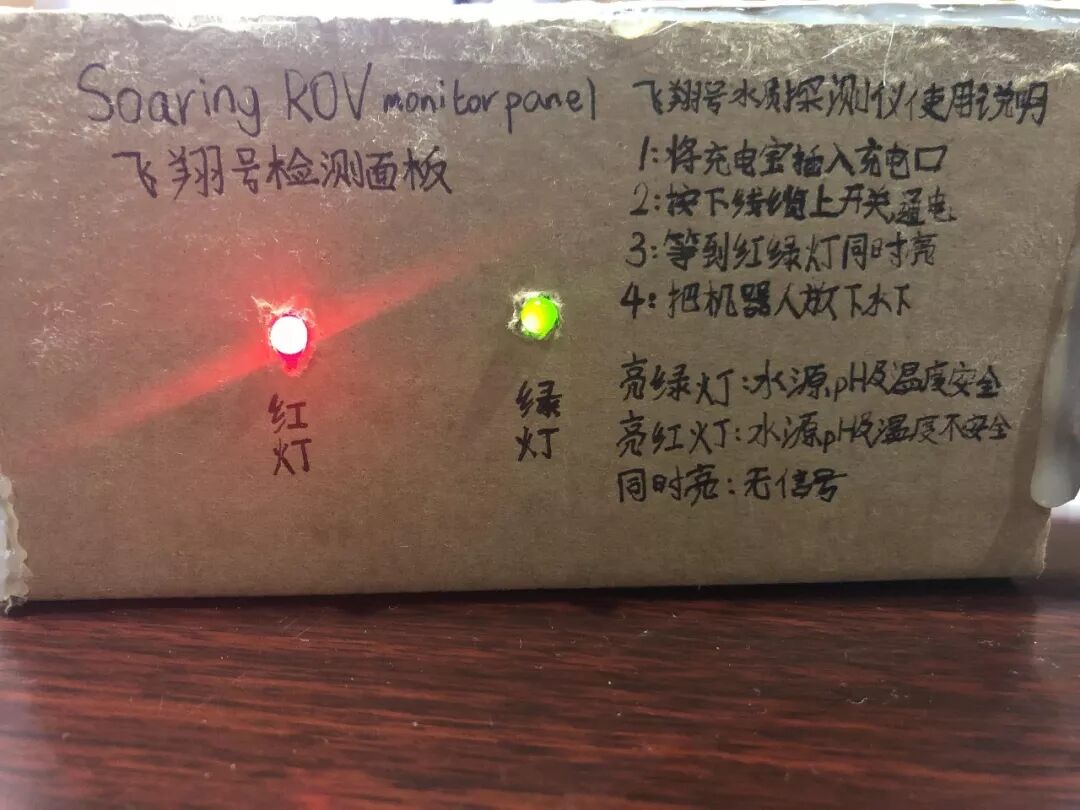 Soaring ROV monitor panel
飞翔号检测面板
红灯
绿灯
飞翔号水质探测仪使用说明
1:将充电宝插入充电口
2:按下线缆上开关,通电
3:等到红绿灯同时亮
4:把机器人放下水下
亮绿灯:水源pH及温度安全
亮红灯:水源pH及温度不安全
同时亮:无信号